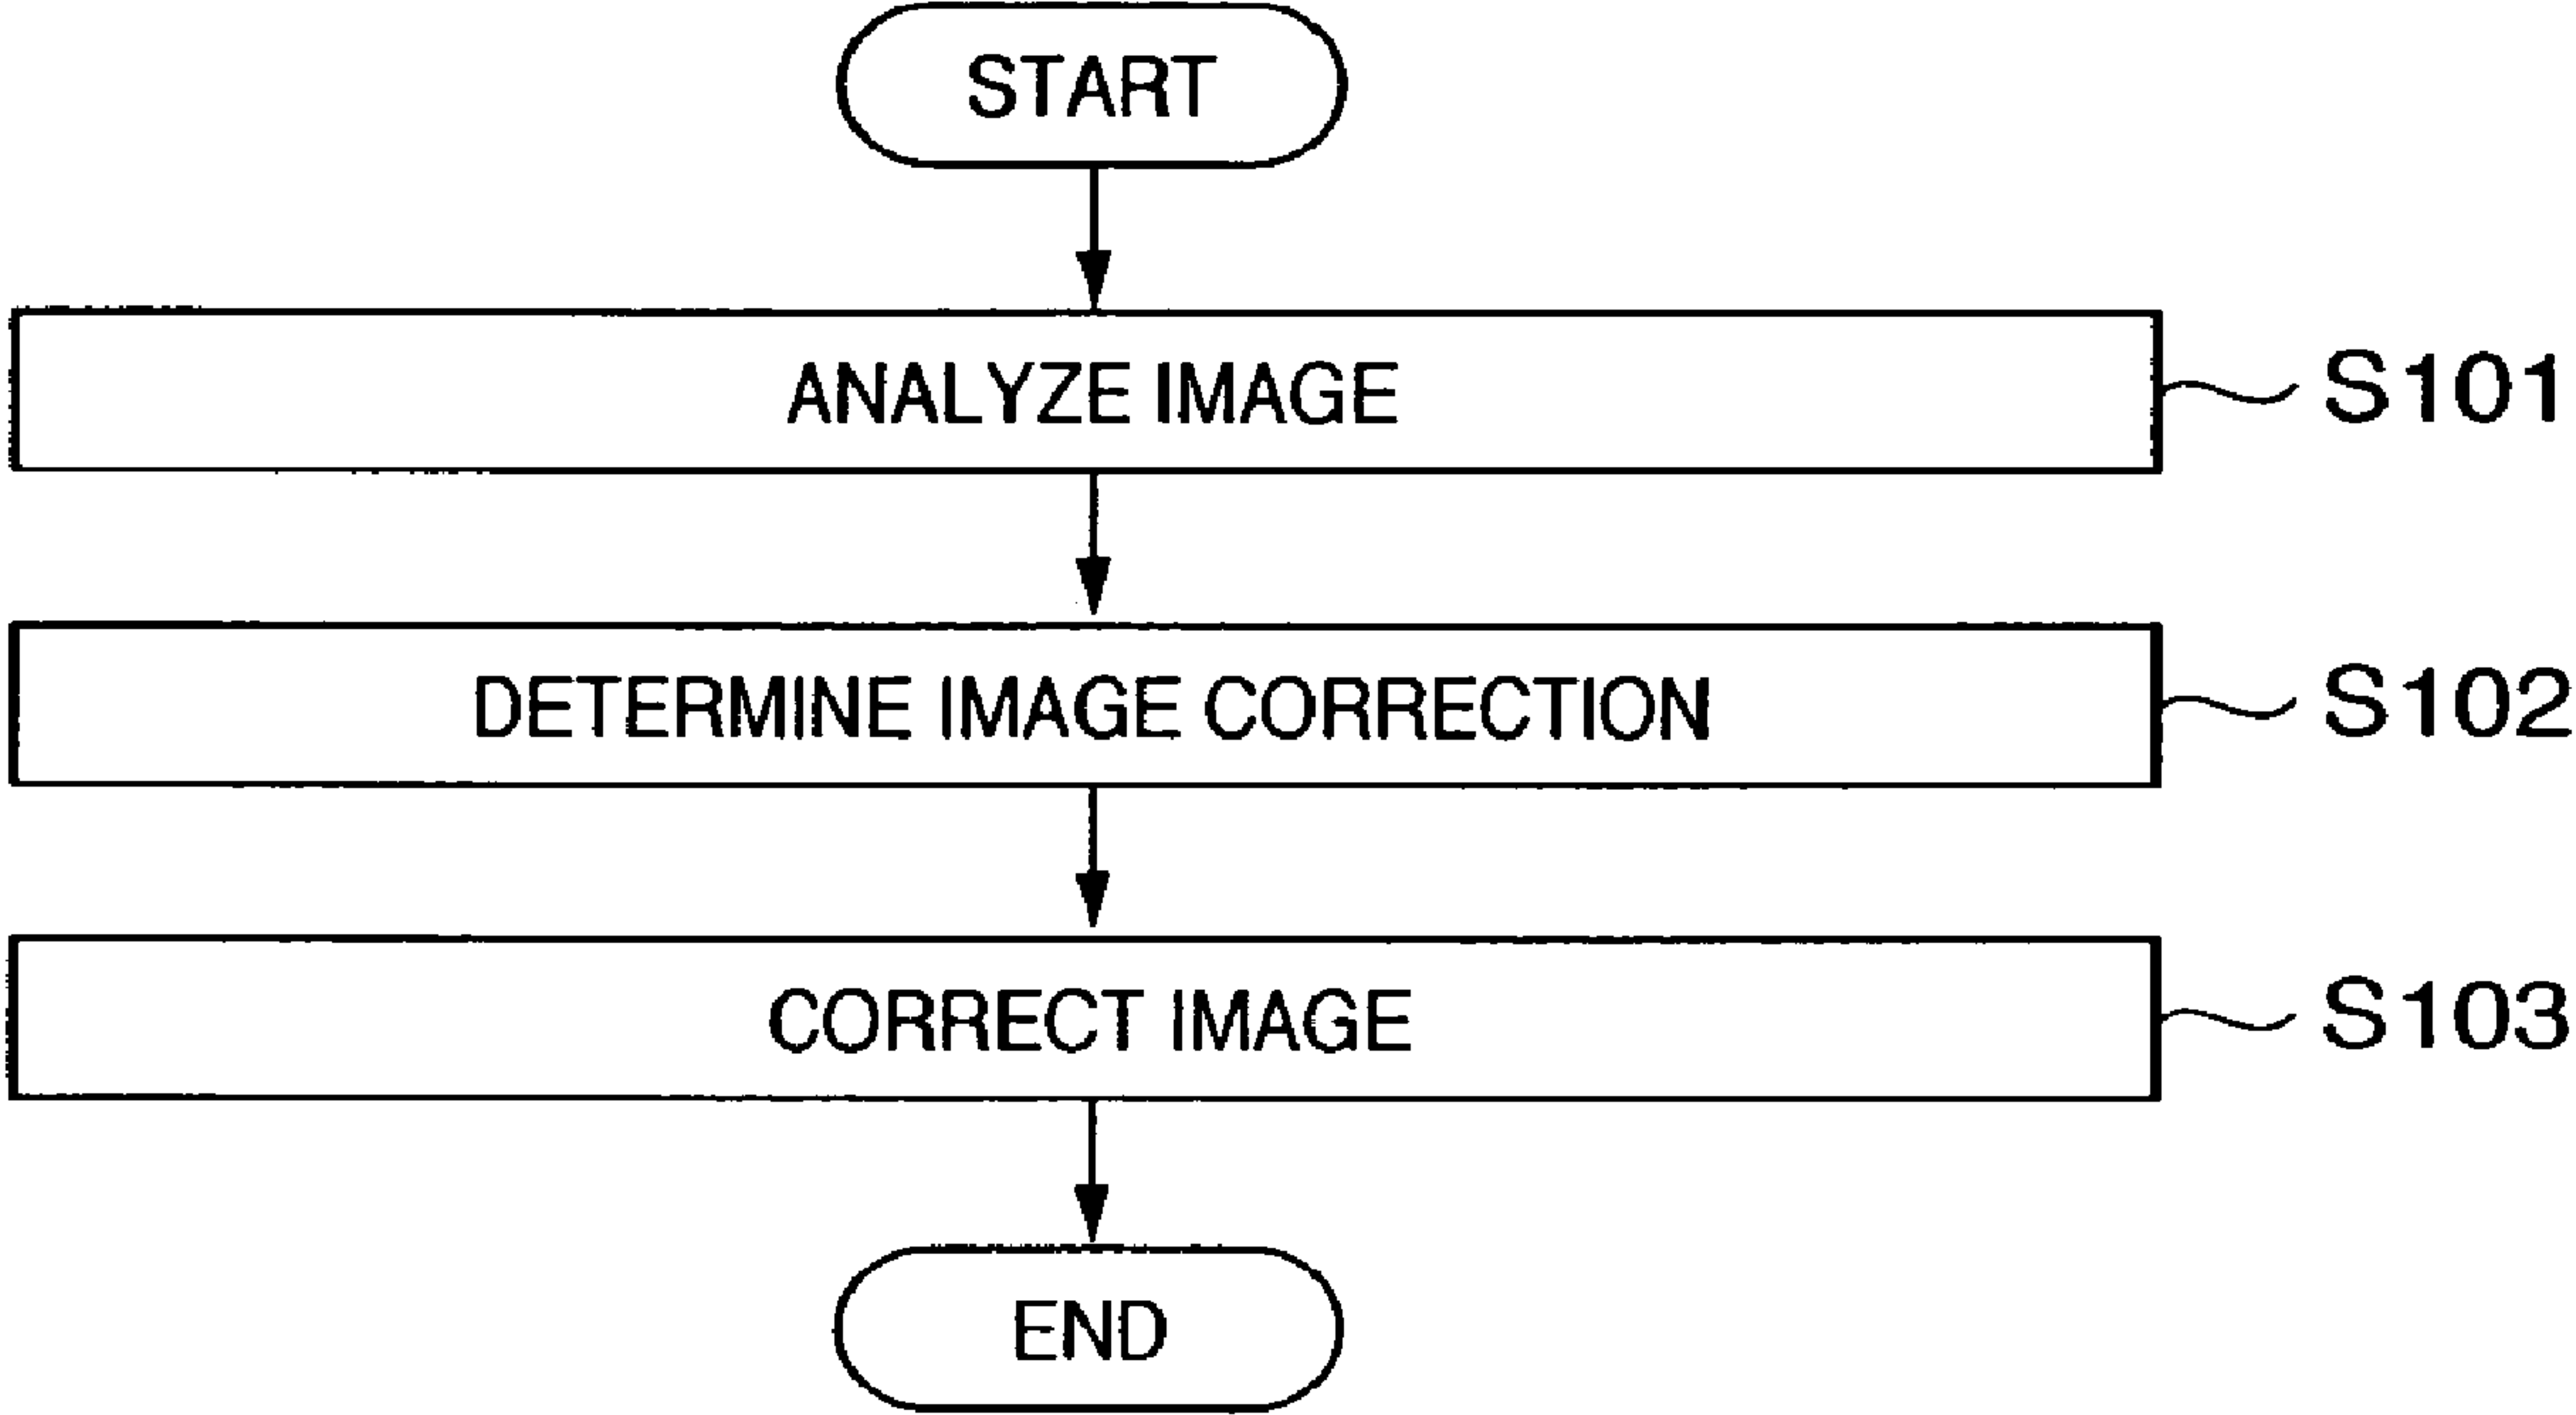 START
ANALYZE IMAGE S101
DETERMINE IMAGE CORRECTION S102
CORRECT IMAGE S103
END